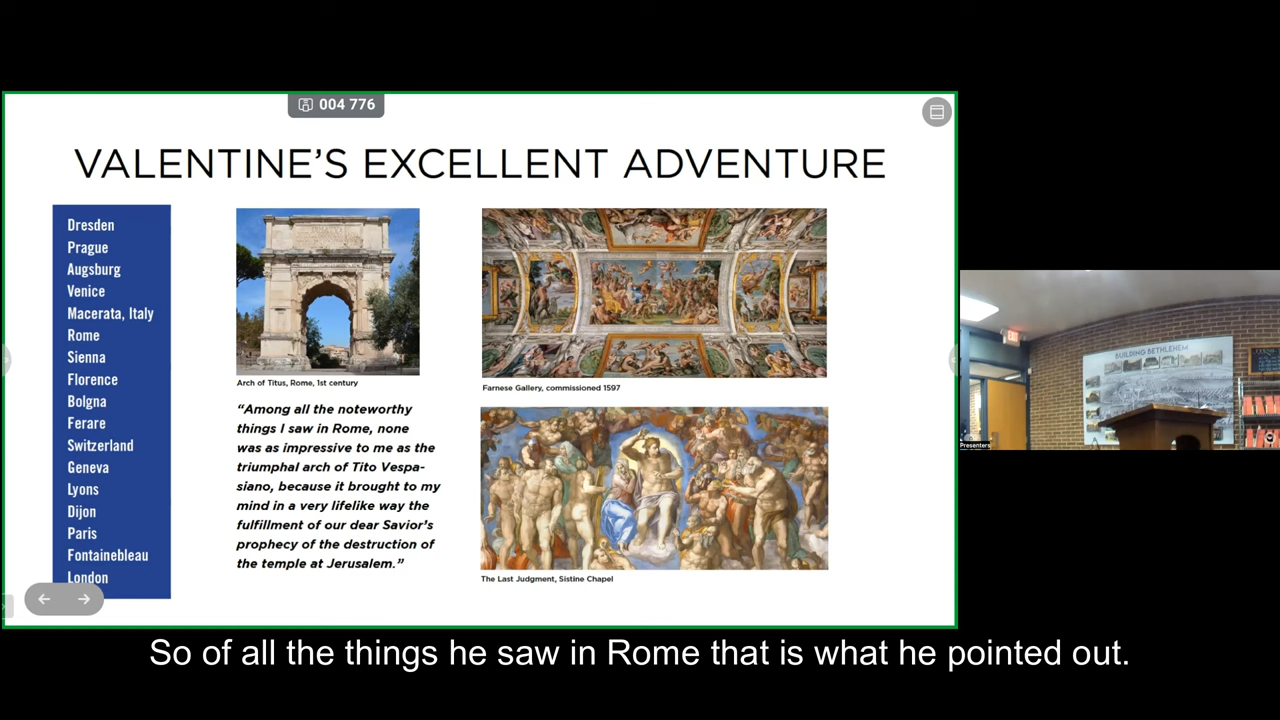 004 776
VALENTINE'S EXCELLENT ADVENTURE
Dresden
Prague
Augsburg
Venice
Macerata, Italy
Rome
Sienna
Florence
Bolgna
Ferare
Switzerland
Geneva
Lyons
Dijon
Paris
Fontainebleau
London
Arch of Titus, Rome, 1st century
“Among all the noteworthy
things I saw in Rome, none
was as impressive to me as the
triumphal arch of Tito Vespa-
siano, because it brought to my
mind in a very lifelike way the
fulfillment of our dear Savior’s
prophecy of the destruction of
the temple at Jerusalem.”
Farnese Gallery, commissioned 1597
The Last Judgment, Sistine Chapel
EXIT
BUILDING BETHLEHEM
Presenters
So of all the things he saw in Rome that is what he pointed out.